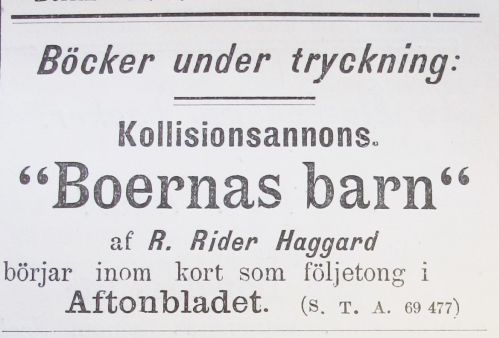 Böcker under tryckning:
Kollisionsannons.
“Boernas barn“
af R. Rider Haggard
börjar inom kort som följetong i
Aftonbladet. (S. T. A. 69 477)